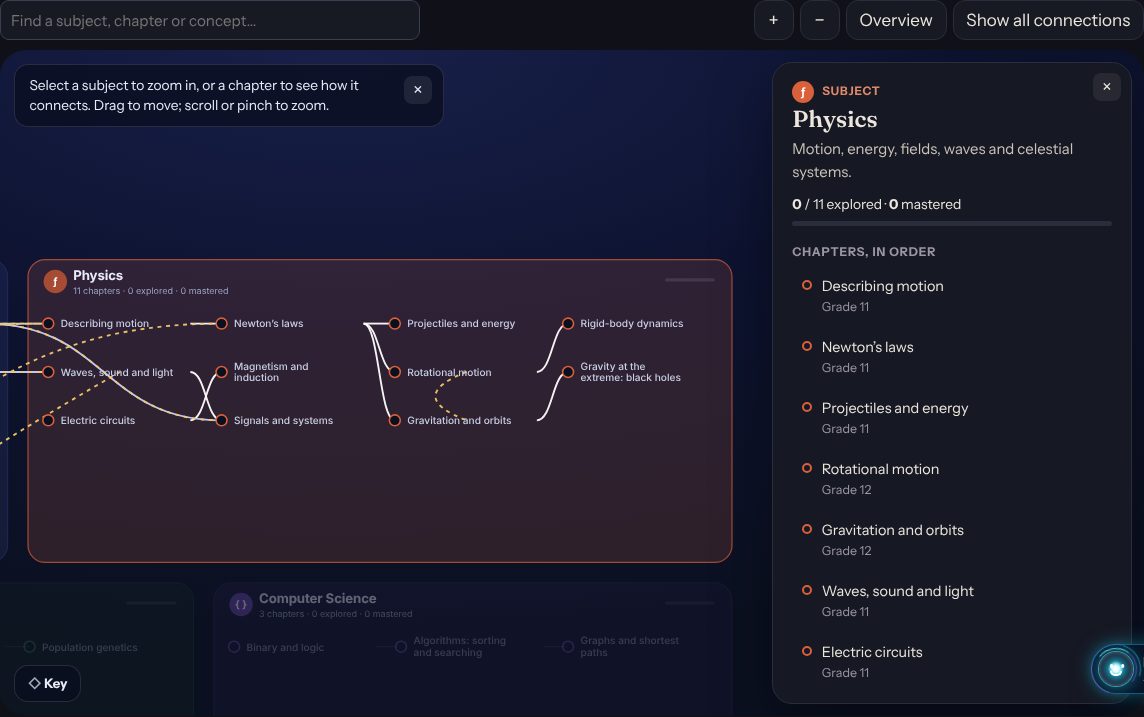 Find a subject, chapter or concept...
+
−
Overview
Show all connections
Select a subject to zoom in, or a chapter to see how it
connects. Drag to move; scroll or pinch to zoom.
×
Physics
11 chapters · 0 explored · 0 mastered
Describing motion
Newton's laws
Projectiles and energy
Rigid-body dynamics
Waves, sound and light
Magnetism and
induction
Rotational motion
Gravity at the
extreme: black holes
Electric circuits
Signals and systems
Gravitation and orbits
Computer Science
3 chapters · 0 explored · 0 mastered
Population genetics
Binary and logic
Algorithms: sorting
and searching
Graphs and shortest
paths
Key
SUBJECT
×
Physics
Motion, energy, fields, waves and celestial
systems.
0 / 11 explored · 0 mastered
CHAPTERS, IN ORDER
Describing motion
Grade 11
Newton's laws
Grade 11
Projectiles and energy
Grade 11
Rotational motion
Grade 12
Gravitation and orbits
Grade 12
Waves, sound and light
Grade 11
Electric circuits
Grade 11